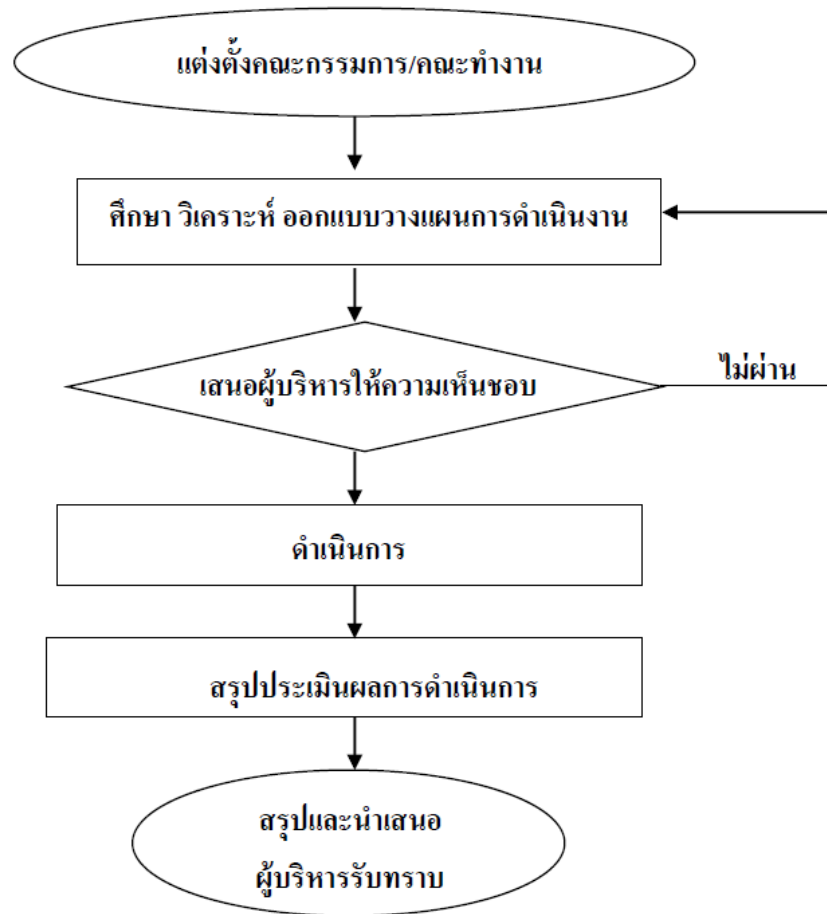 แต่งตั้งคณะกรรมการ/คณะทำงาน
ศึกษา วิเคราะห์ ออกแบบวางแผนการดำเนินงาน
เสนอผู้บริหารให้ความเห็นชอบ
ไม่ผ่าน
ดำเนินการ
สรุปประเมินผลการดำเนินการ
สรุปและนำเสนอ
ผู้บริหารรับทราบ